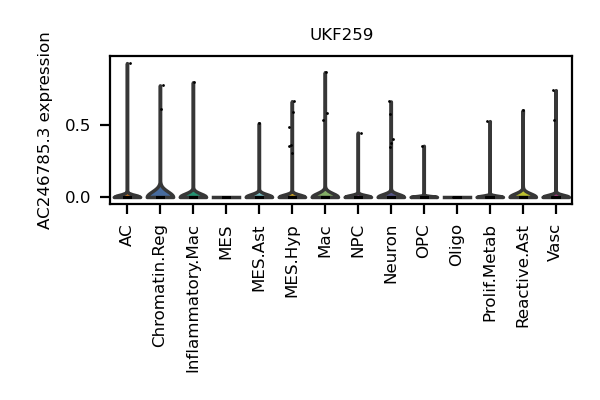 UKF259
AC246785.3 expression
0.5
0.0
AC
Chromatin.Reg
Inflammatory.Mac
MES
MES.Ast
MES.Hyp
Mac
NPC
Neuron
OPC
Oligo
Prolif.Metab
Reactive.Ast
Vasc